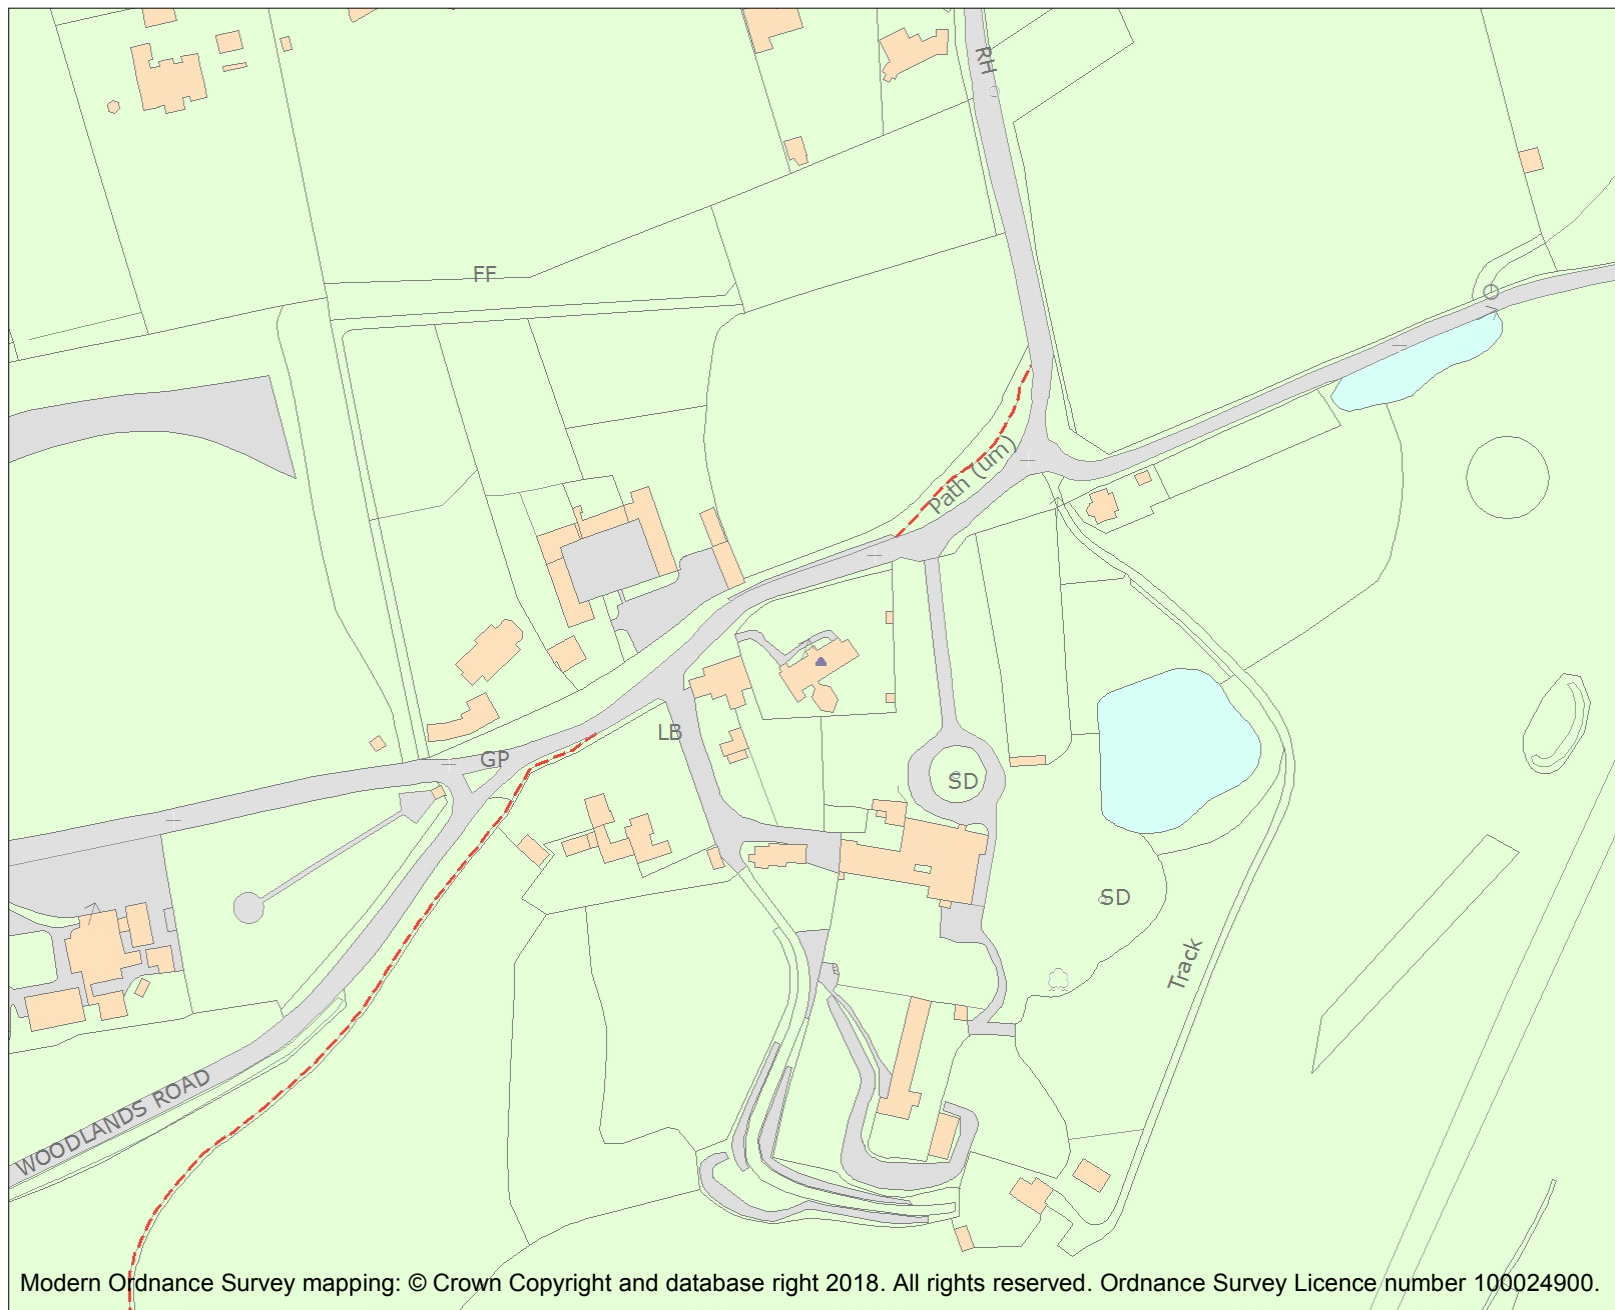 RH
FF
Path (um)
LB
GP
SD
SD
Track
WOODLANDS ROAD
Modern Ordnance Survey mapping: © Crown Copyright and database right 2018. All rights reserved. Ordnance Survey Licence number 100024900.